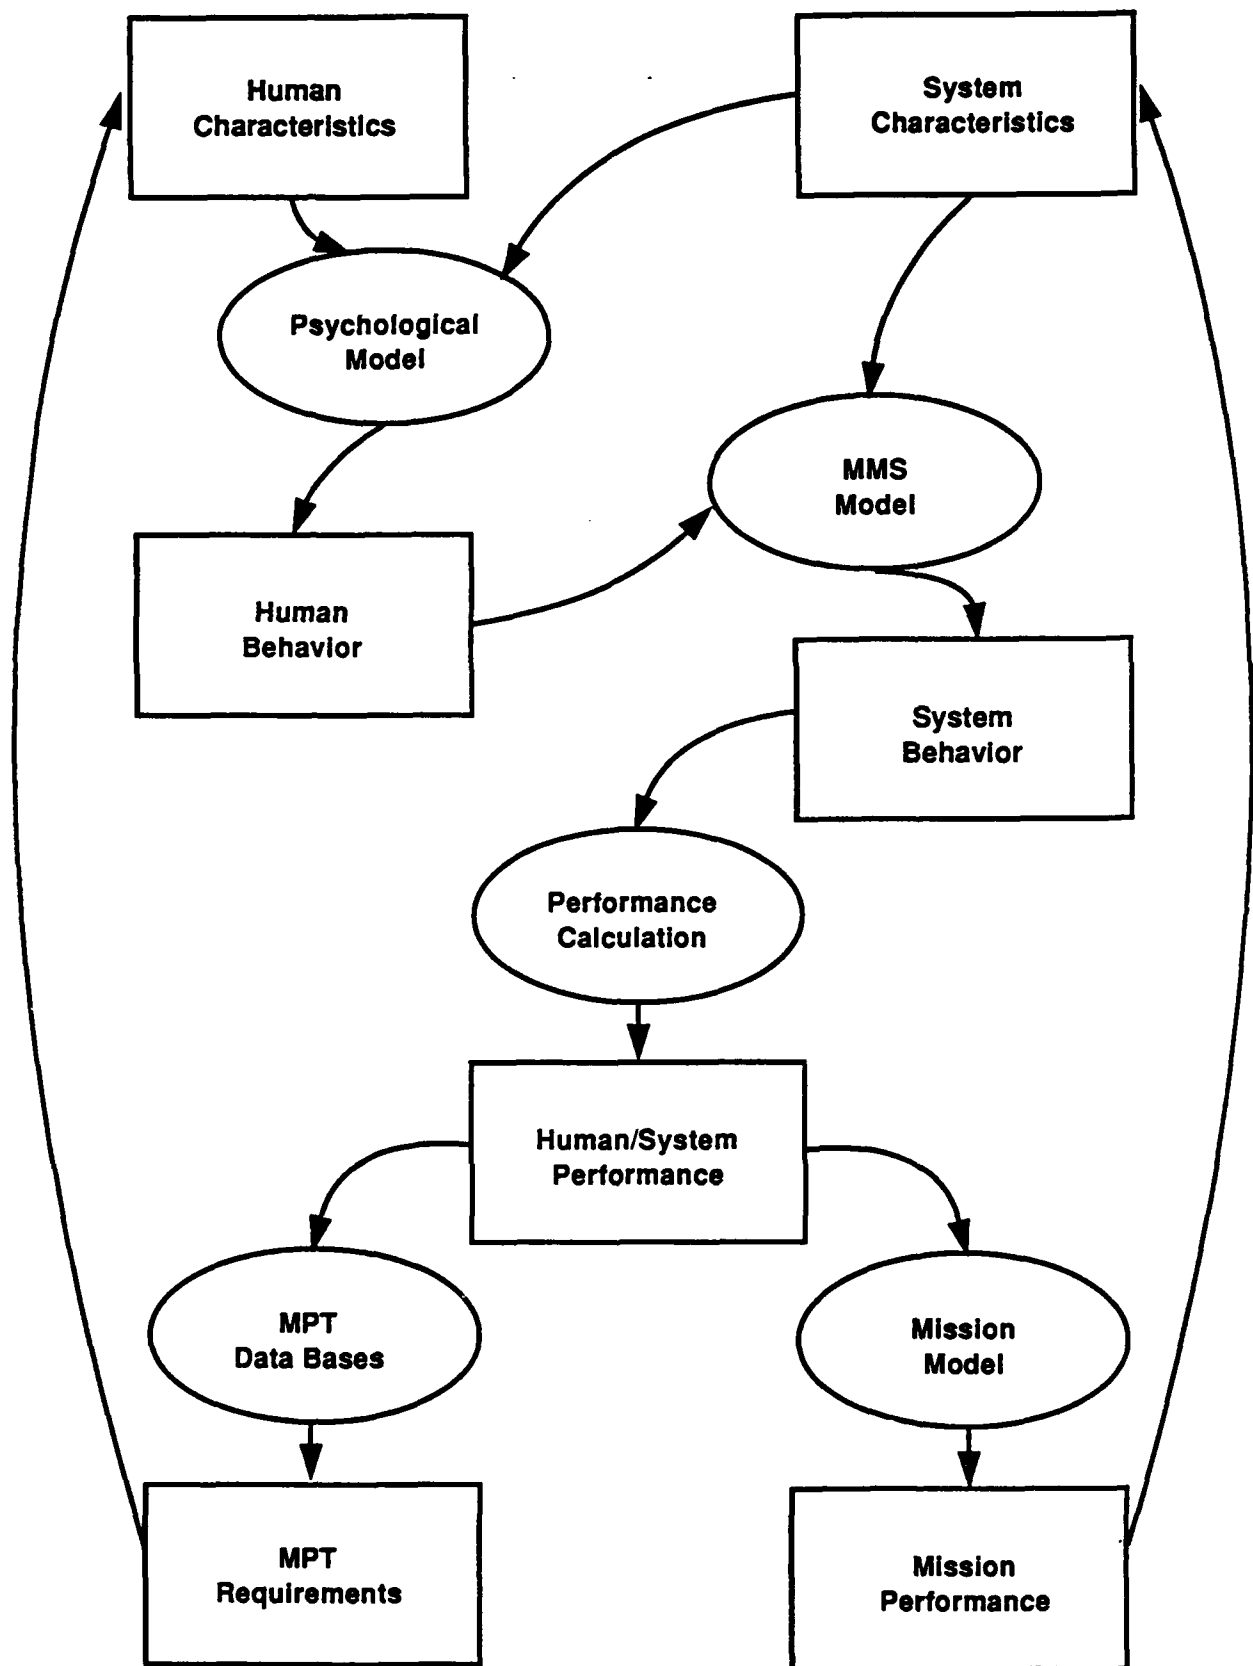 Human
Characteristics
System
Characteristics
Psychological
Model
MMS
Model
Human
Behavior
System
Behavior
Performance
Calculation
Human/System
Performance
MPT
Data Bases
Mission
Model
MPT
Requirements
Mission
Performance